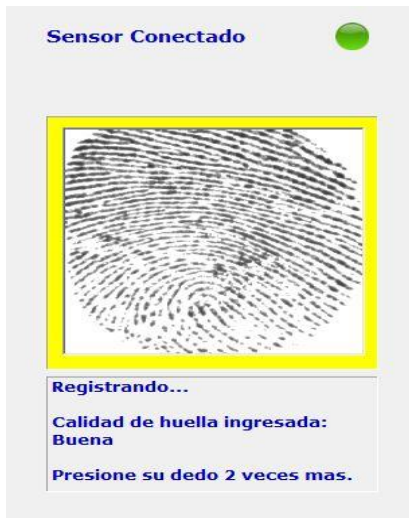 Sensor Conectado
Registrando...
Calidad de huella ingresada:
Buena
Presione su dedo 2 veces mas.